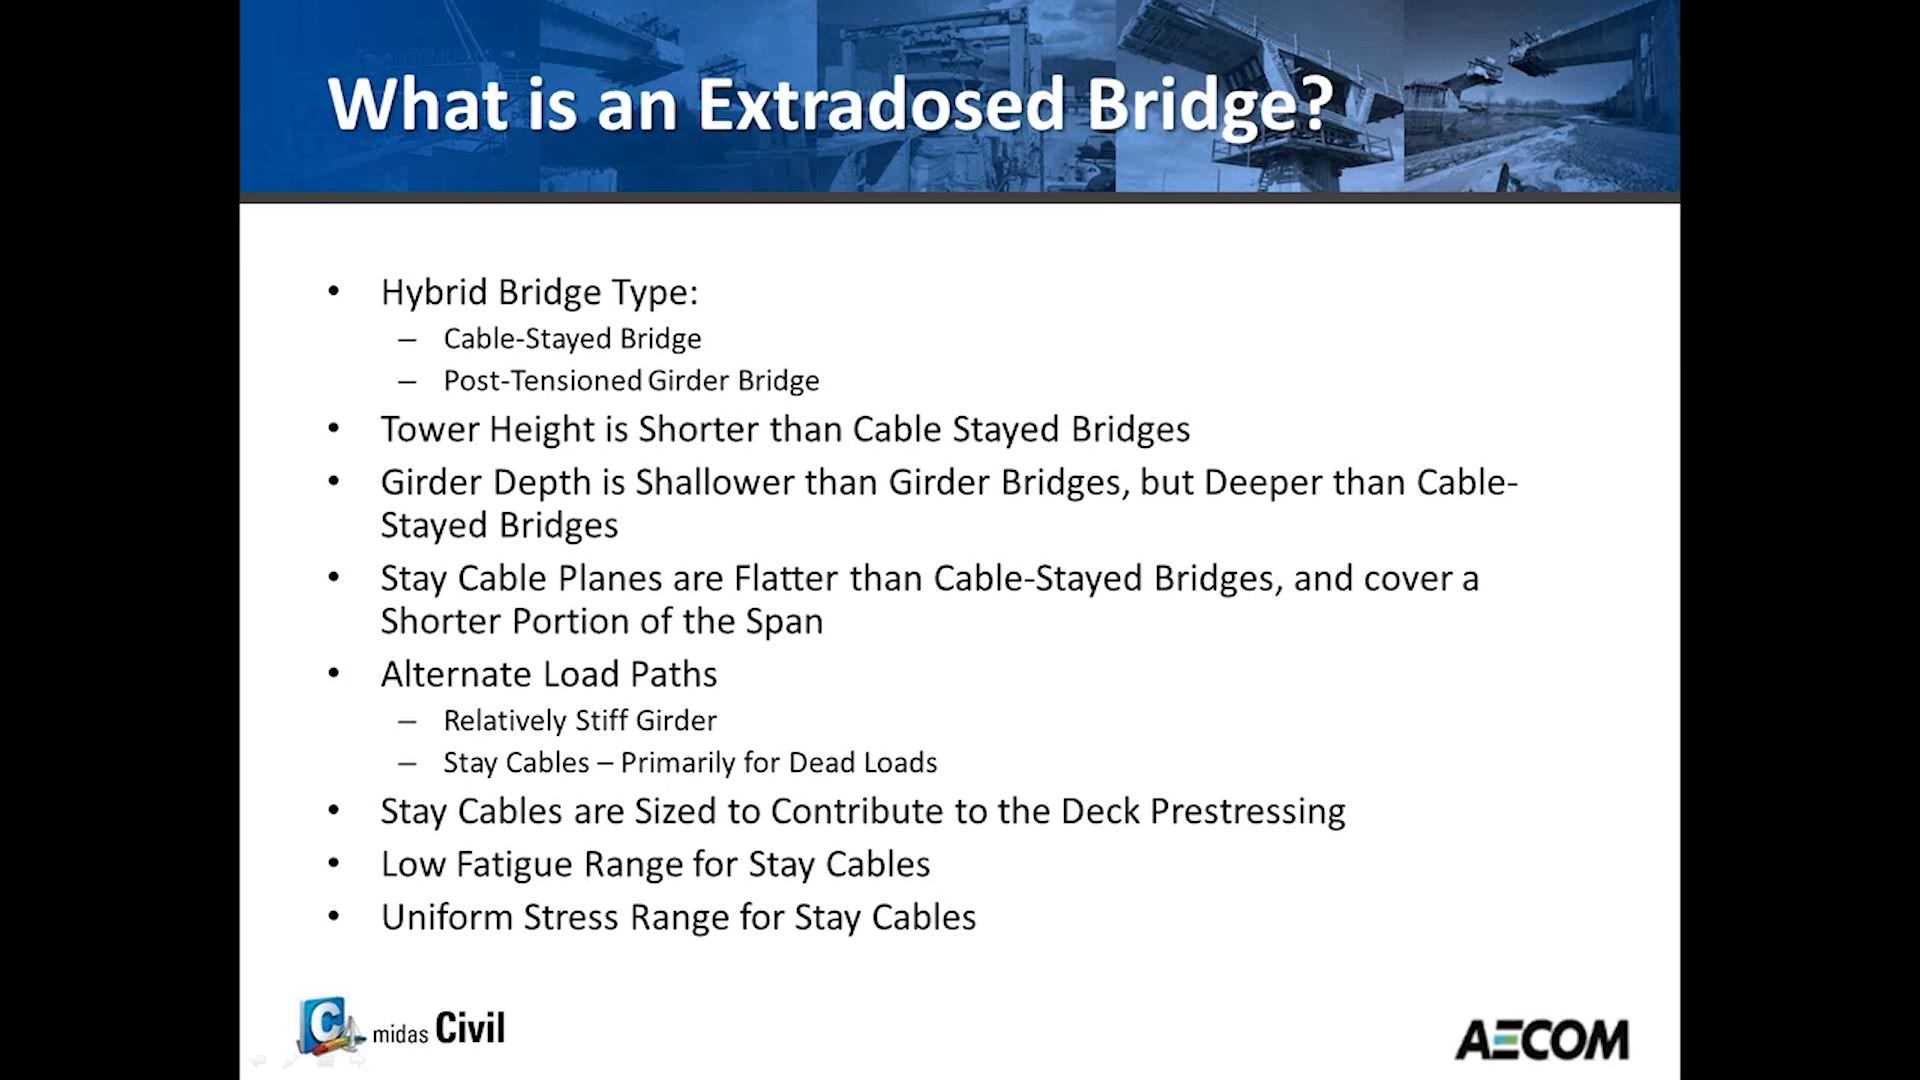 What is an Extradosed Bridge?
• Hybrid Bridge Type:
– Cable-Stayed Bridge
– Post-Tensioned Girder Bridge
• Tower Height is Shorter than Cable Stayed Bridges
• Girder Depth is Shallower than Girder Bridges, but Deeper than Cable-
Stayed Bridges
• Stay Cable Planes are Flatter than Cable-Stayed Bridges, and cover a
Shorter Portion of the Span
• Alternate Load Paths
– Relatively Stiff Girder
– Stay Cables – Primarily for Dead Loads
• Stay Cables are Sized to Contribute to the Deck Prestressing
• Low Fatigue Range for Stay Cables
• Uniform Stress Range for Stay Cables
C midas Civil
AECOM